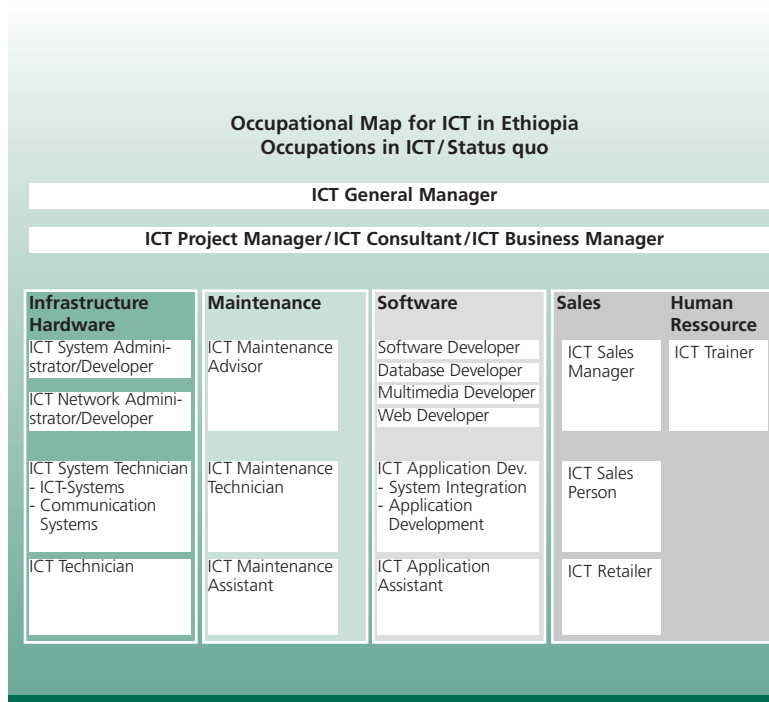 Occupational Map for ICT in Ethiopia
Occupations in ICT/Status quo
ICT General Manager
ICT Project Manager/ICT Consultant/ICT Business Manager
Infrastructure
Hardware
ICT System Admini-
strator/Developer
ICT Network Admini-
strator/Developer
ICT System Technician
- ICT-Systems
- Communication
Systems
ICT Technician
Maintenance
ICT Maintenance
Advisor
ICT Maintenance
Technician
ICT Maintenance
Assistant
Software
Software Developer
Database Developer
Multimedia Developer
Web Developer
ICT Application Dev.
- System Integration
- Application
Development
ICT Application
Assistant
Sales
ICT Sales
Manager
ICT Sales
Person
ICT Retailer
Human
Ressource
ICT Trainer